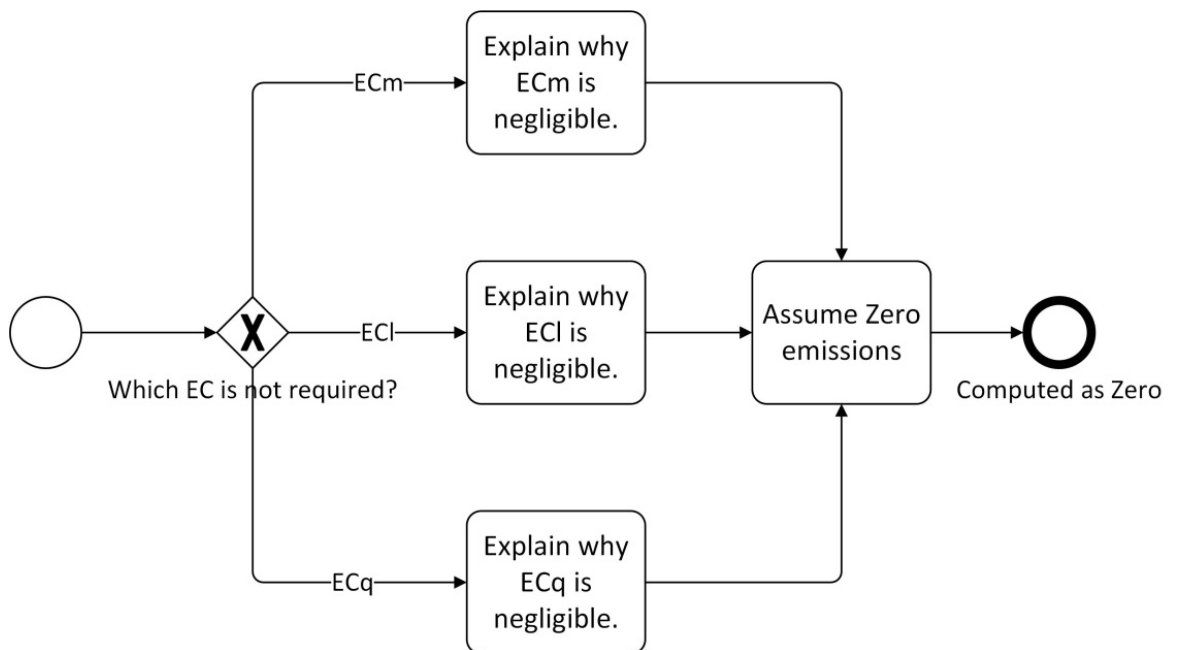 Explain why
ECm is
negligible.
ECm
Explain why
ECl is
negligible.
ECl
Assume Zero
emissions
X
Which EC is not required?
Computed as Zero
Explain why
ECq is
negligible.
ECq